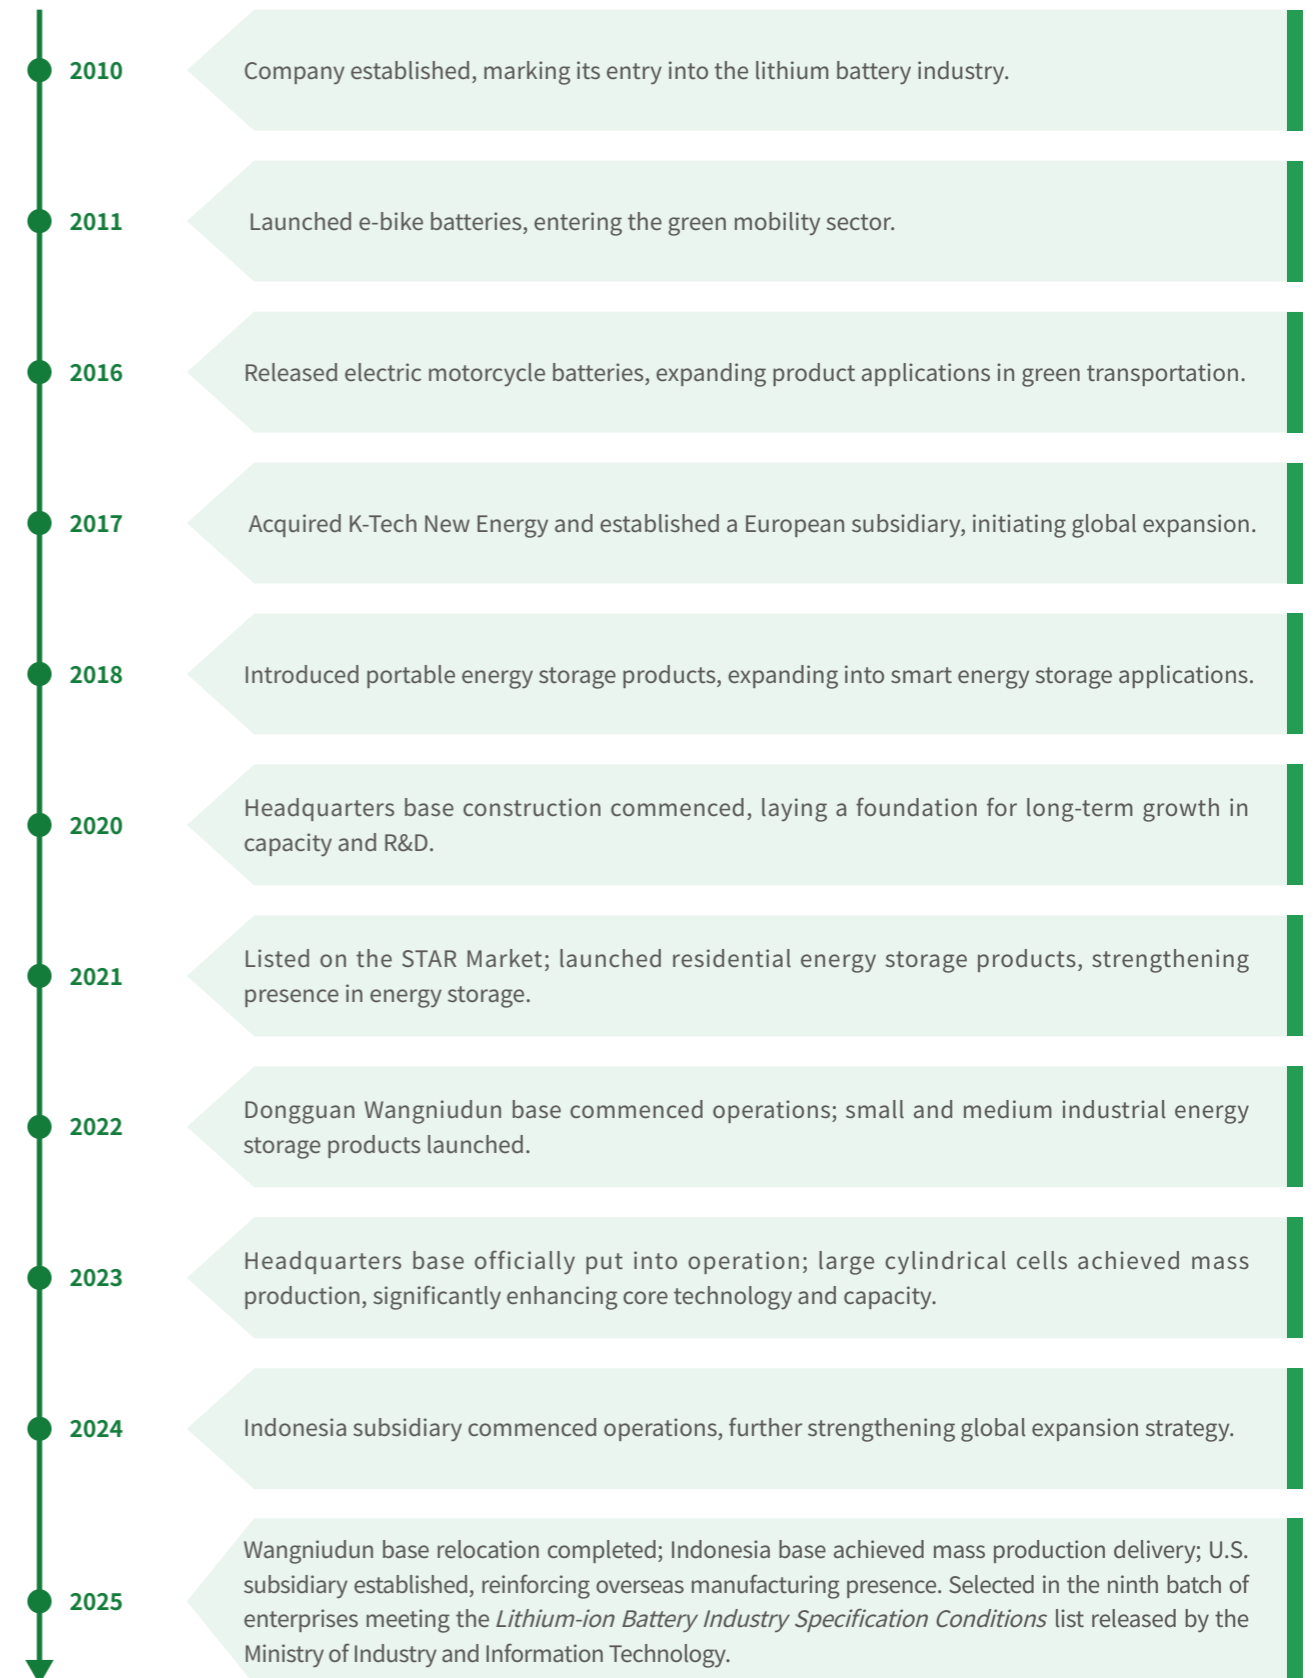 2010
Company established, marking its entry into the lithium battery industry.
2011
Launched e-bike batteries, entering the green mobility sector.
2016
Released electric motorcycle batteries, expanding product applications in green transportation.
2017
Acquired K-Tech New Energy and established a European subsidiary, initiating global expansion.
2018
Introduced portable energy storage products, expanding into smart energy storage applications.
2020
Headquarters base construction commenced, laying a foundation for long-term growth in
capacity and R&D.
2021
Listed on the STAR Market; launched residential energy storage products, strengthening
presence in energy storage.
2022
Dongguan Wangniudun base commenced operations; small and medium industrial energy
storage products launched.
2023
Headquarters base officially put into operation; large cylindrical cells achieved mass
production, significantly enhancing core technology and capacity.
2024
Indonesia subsidiary commenced operations, further strengthening global expansion strategy.
2025
Wangniudun base relocation completed; Indonesia base achieved mass production delivery; U.S.
subsidiary established, reinforcing overseas manufacturing presence. Selected in the ninth batch of
enterprises meeting the Lithium-ion Battery Industry Specification Conditions list released by the
Ministry of Industry and Information Technology.